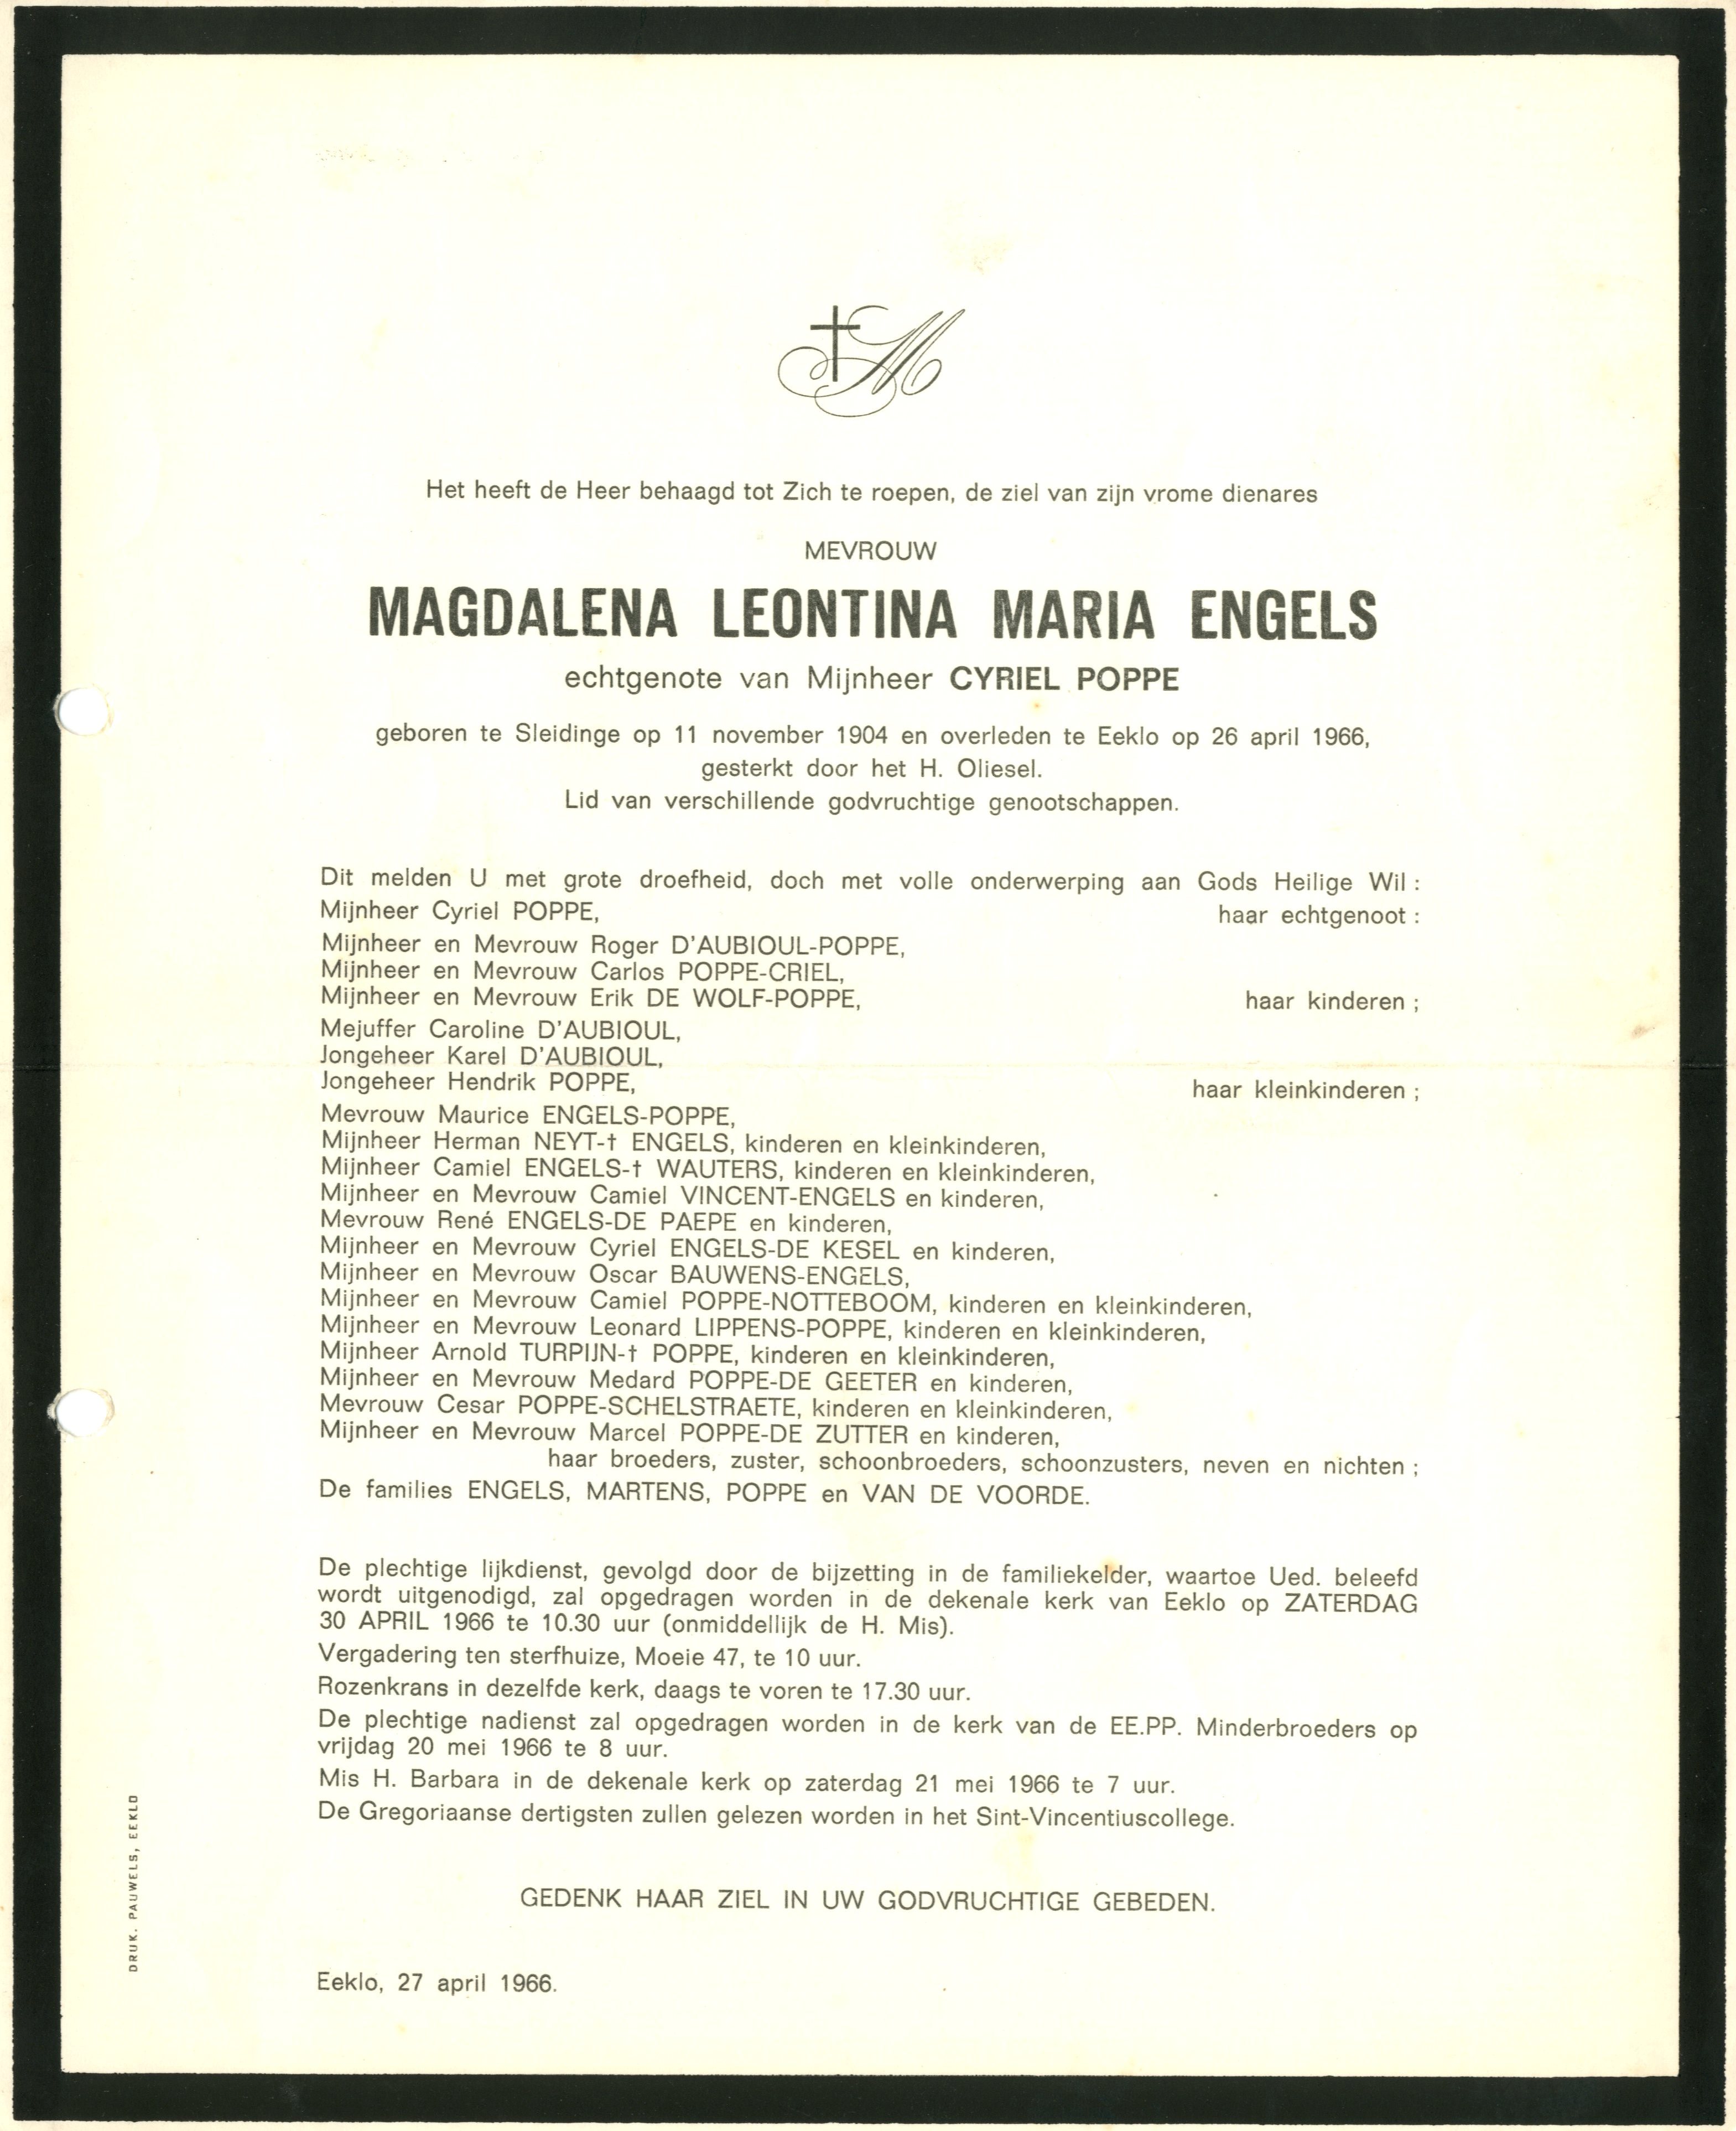 M
Het heeft de Heer behaagd tot Zich te roepen, de ziel van zijn vrome dienares
MEVROUW
MAGDALENA LEONTINA MARIA ENGELS
echtgenote van Mijnheer CYRIEL POPPE
geboren te Sleidinge op 11 november 1904 en overleden te Eeklo op 26 april 1966,
gesterkt door het H. Oliesel.
Lid van verschillende godvruchtige genootschappen.
Dit melden U met grote droefheid, doch met volle onderwerping aan Gods Heilige Wil :
Mijnheer Cyriel POPPE, haar echtgenoot :
Mijnheer en Mevrouw Roger D'AUBIOUL-POPPE,
Mijnheer en Mevrouw Carlos POPPE-CRIEL,
Mijnheer en Mevrouw Erik DE WOLF-POPPE, haar kinderen ;
Mejuffer Caroline D'AUBIOUL,
Jongeheer Karel D'AUBIOUL,
Jongeheer Hendrik POPPE, haar kleinkinderen ;
Mevrouw Maurice ENGELS-POPPE,
Mijnheer Herman NEYT-† ENGELS, kinderen en kleinkinderen,
Mijnheer Camiel ENGELS-† WAUTERS, kinderen en kleinkinderen,
Mijnheer en Mevrouw Camiel VINCENT-ENGELS en kinderen,
Mevrouw René ENGELS-DE PAEPE en kinderen,
Mijnheer en Mevrouw Cyriel ENGELS-DE KESEL en kinderen,
Mijnheer en Mevrouw Oscar BAUWENS-ENGELS,
Mijnheer en Mevrouw Camiel POPPE-NOTTEBOOM, kinderen en kleinkinderen,
Mijnheer en Mevrouw Leonard LIPPENS-POPPE, kinderen en kleinkinderen,
Mijnheer Arnold TURPIJN-† POPPE, kinderen en kleinkinderen,
Mijnheer en Mevrouw Medard POPPE-DE GEETER en kinderen,
Mevrouw Cesar POPPE-SCHELSTRAETE, kinderen en kleinkinderen,
Mijnheer en Mevrouw Marcel POPPE-DE ZUTTER en kinderen,
haar broeders, zuster, schoonbroeders, schoonzusters, neven en nichten ;
De families ENGELS, MARTENS, POPPE en VAN DE VOORDE.
De plechtige lijkdienst, gevolgd door de bijzetting in de familiekelder, waartoe Ued. beleefd
wordt uitgenodigd, zal opgedragen worden in de dekenale kerk van Eeklo op ZATERDAG
30 APRIL 1966 te 10.30 uur (onmiddellijk de H. Mis).
Vergadering ten sterfhuize, Moeie 47, te 10 uur.
Rozenkrans in dezelfde kerk, daags te voren te 17.30 uur.
De plechtige nadienst zal opgedragen worden in de kerk van de EE.PP. Minderbroeders op
vrijdag 20 mei 1966 te 8 uur.
Mis H. Barbara in de dekenale kerk op zaterdag 21 mei 1966 te 7 uur.
De Gregoriaanse dertigsten zullen gelezen worden in het Sint-Vincentiuscollege.
GEDENK HAAR ZIEL IN UW GODVRUCHTIGE GEBEDEN.
Eeklo, 27 april 1966.
DRUK. PAUWELS, EEKLO